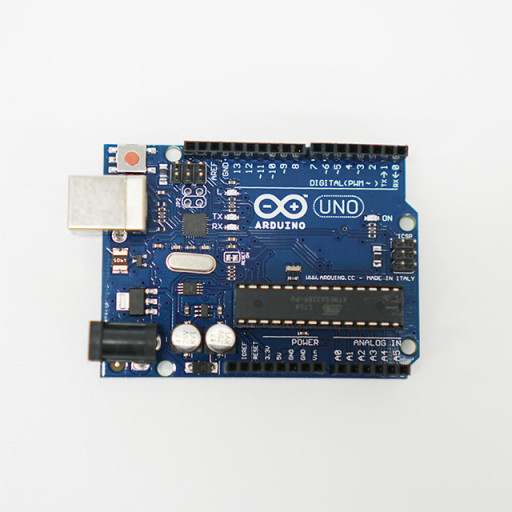 AREF
GND
13
12
~11
~10
~9
8
7
~6
~5
4
~3
2
TX→1
RX←0
DIGITAL(PWM~)
L
TX
RX
ARDUINO
UNO
ON
ICSP
RESET
WWW.ARDUINO.CC - MADE IN ITALY
POWER
ANALOG IN
IOREF
RESET
3.3V
5V
GND
GND
Vin
A0
A1
A2
A3
A4
A5